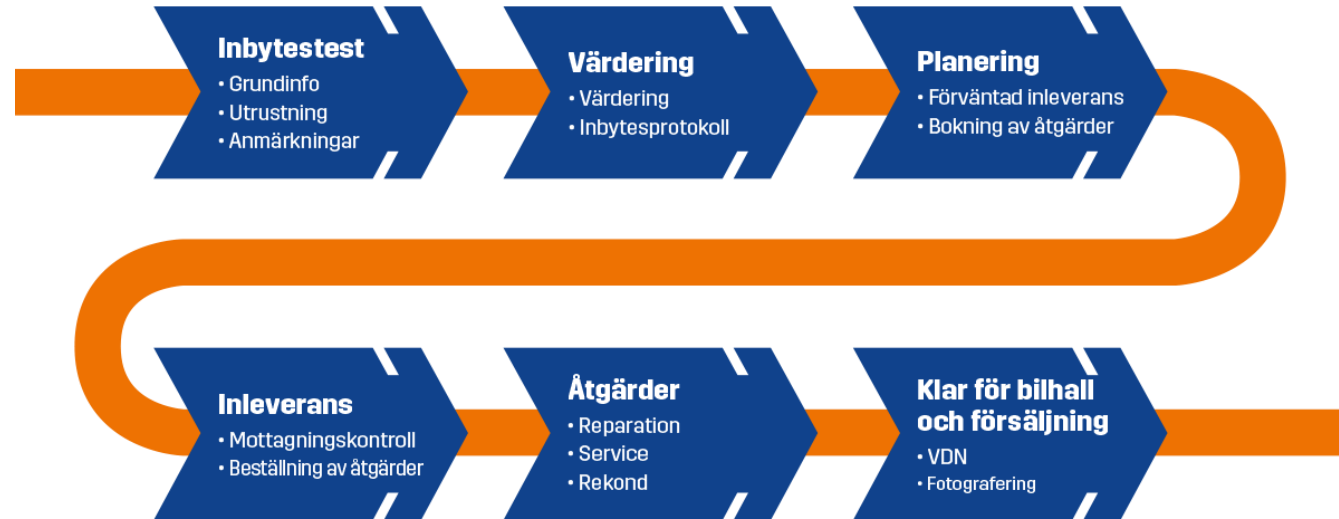 Inbytestest
• Grundinfo
• Utrustning
• Anmärkningar
Värdering
• Värdering
• Inbytesprotokoll
Planering
• Förväntad inleverans
• Bokning av åtgärder
Inleverans
• Mottagningskontroll
• Beställning av åtgärder
Åtgärder
• Reparation
• Service
• Rekond
Klar för bilhall
och försäljning
• VDN
• Fotografering